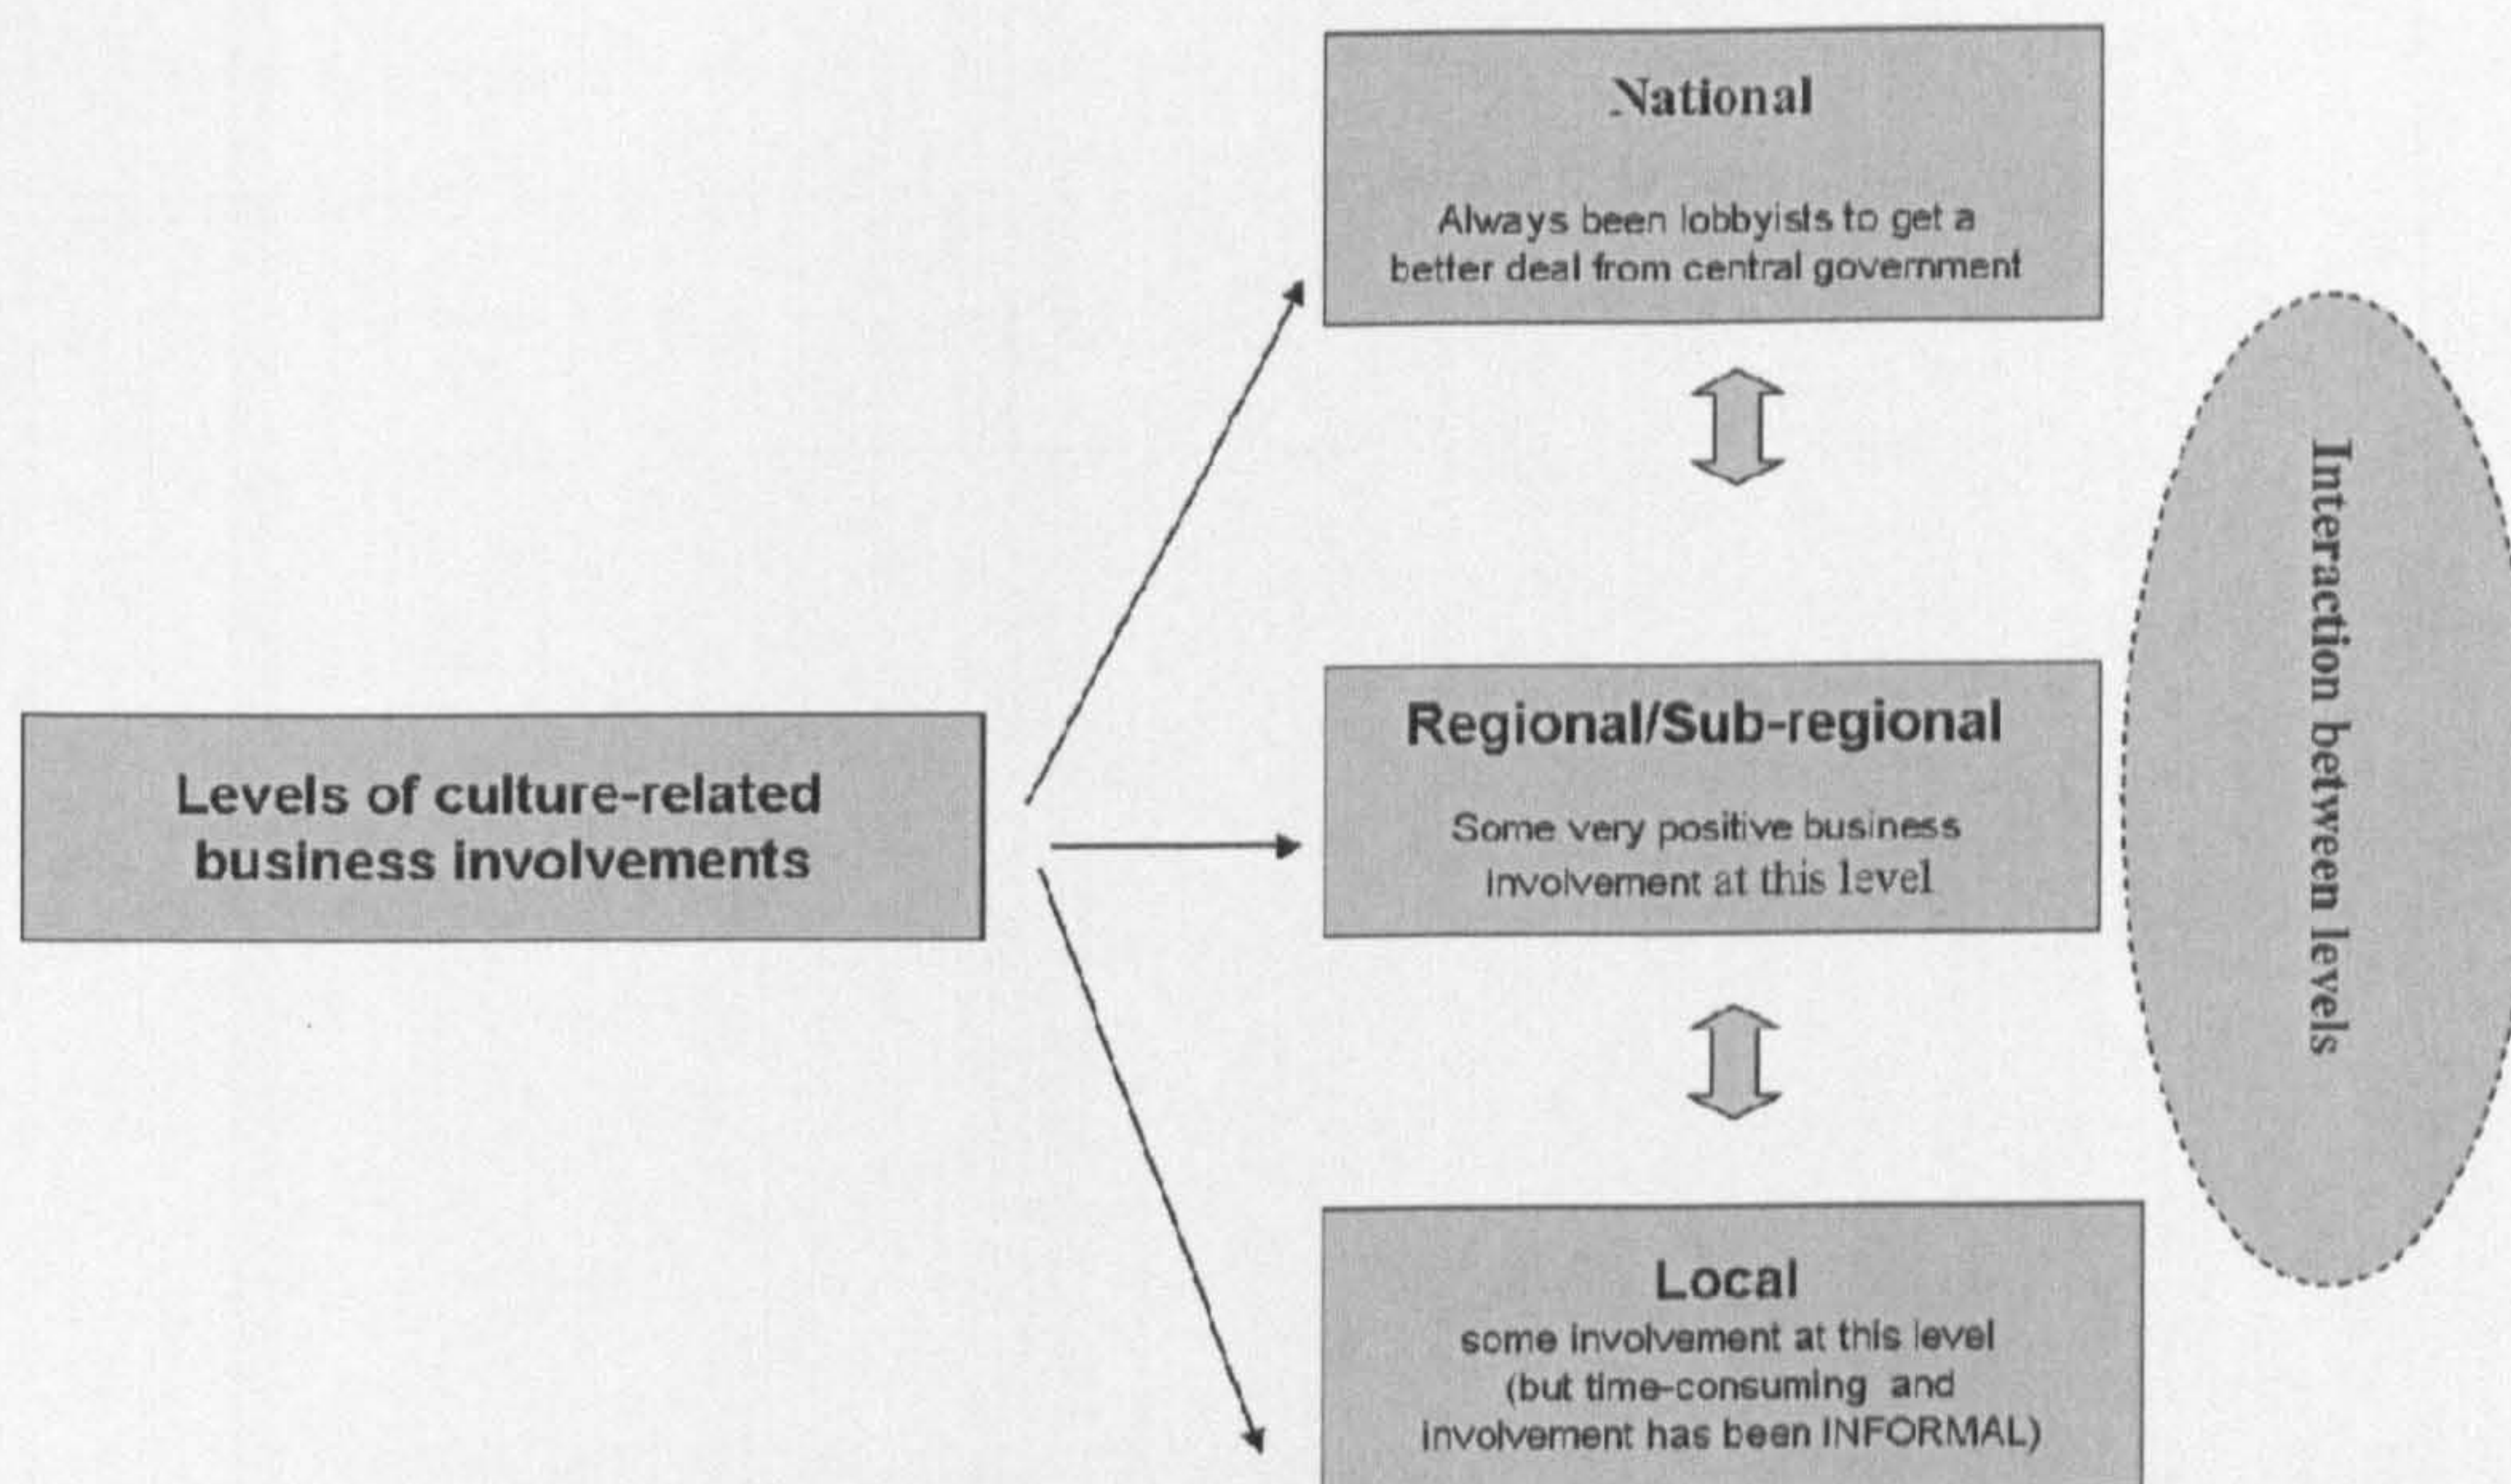 National
Always been lobbyists to get a
better deal from central government
Levels of culture-related
business involvements
Regional/Sub-regional
Some very positive business
involvement at this level
Local
some involvement at this level
(but time-consuming and
involvement has been INFORMAL)
Interaction between levels